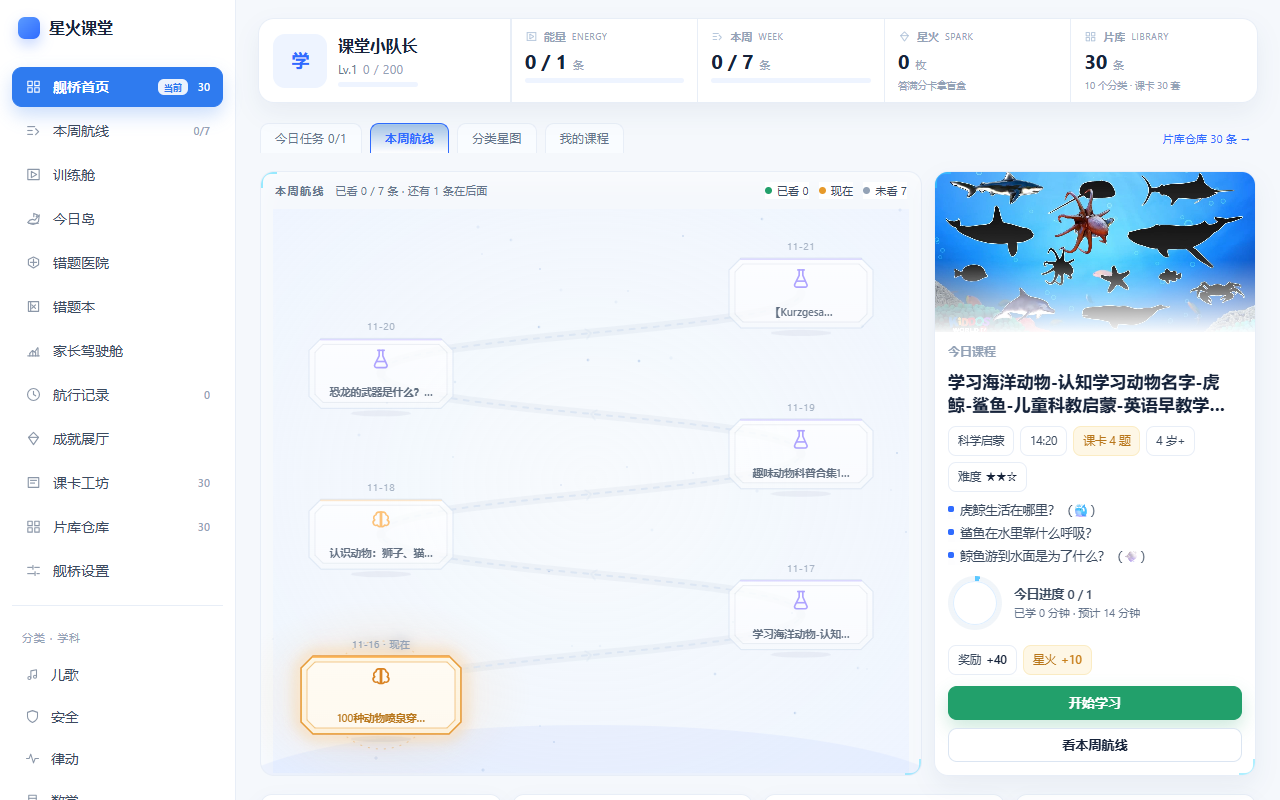 星火课堂
舰桥首页 当前 30
本周航线 0/7
训练舱
今日岛
错题医院
错题本
家长驾驶舱
航行记录 0
成就展厅
课卡工坊 30
片库仓库 30
舰桥设置
分类 · 学科
儿歌
安全
律动
学
课堂小队长
Lv.1 0 / 200
能量 ENERGY
0 / 1 条
本周 WEEK
0 / 7 条
星火 SPARK
0 枚
答满分卡拿盲盒
片库 LIBRARY
30 条
10 个分类 · 课卡 30 套
今日任务 0/1
本周航线
分类星图
我的课程
片库仓库 30 条 →
本周航线 已看 0 / 7 条 · 还有 1 条在后面
已看 0 现在 未看 7
11-21
【Kurzgesa...
11-20
恐龙的武器是什么？...
11-19
趣味动物科普合集1...
11-18
认识动物：狮子、猫...
11-17
学习海洋动物-认知...
11-16 · 现在
100种动物喷泉穿...
今日课程
学习海洋动物-认知学习动物名字-虎
鲸-鲨鱼-儿童科教启蒙-英语早教学...
科学启蒙 14:20 课卡 4 题 4 岁+
难度 ★★☆
虎鲸生活在哪里？（🌊）
鲨鱼在水里靠什么呼吸？
鲸鱼游到水面是为了什么？（）
今日进度 0 / 1
已学 0 分钟 · 预计 14 分钟
奖励 +40 星火 +10
开始学习
看本周航线